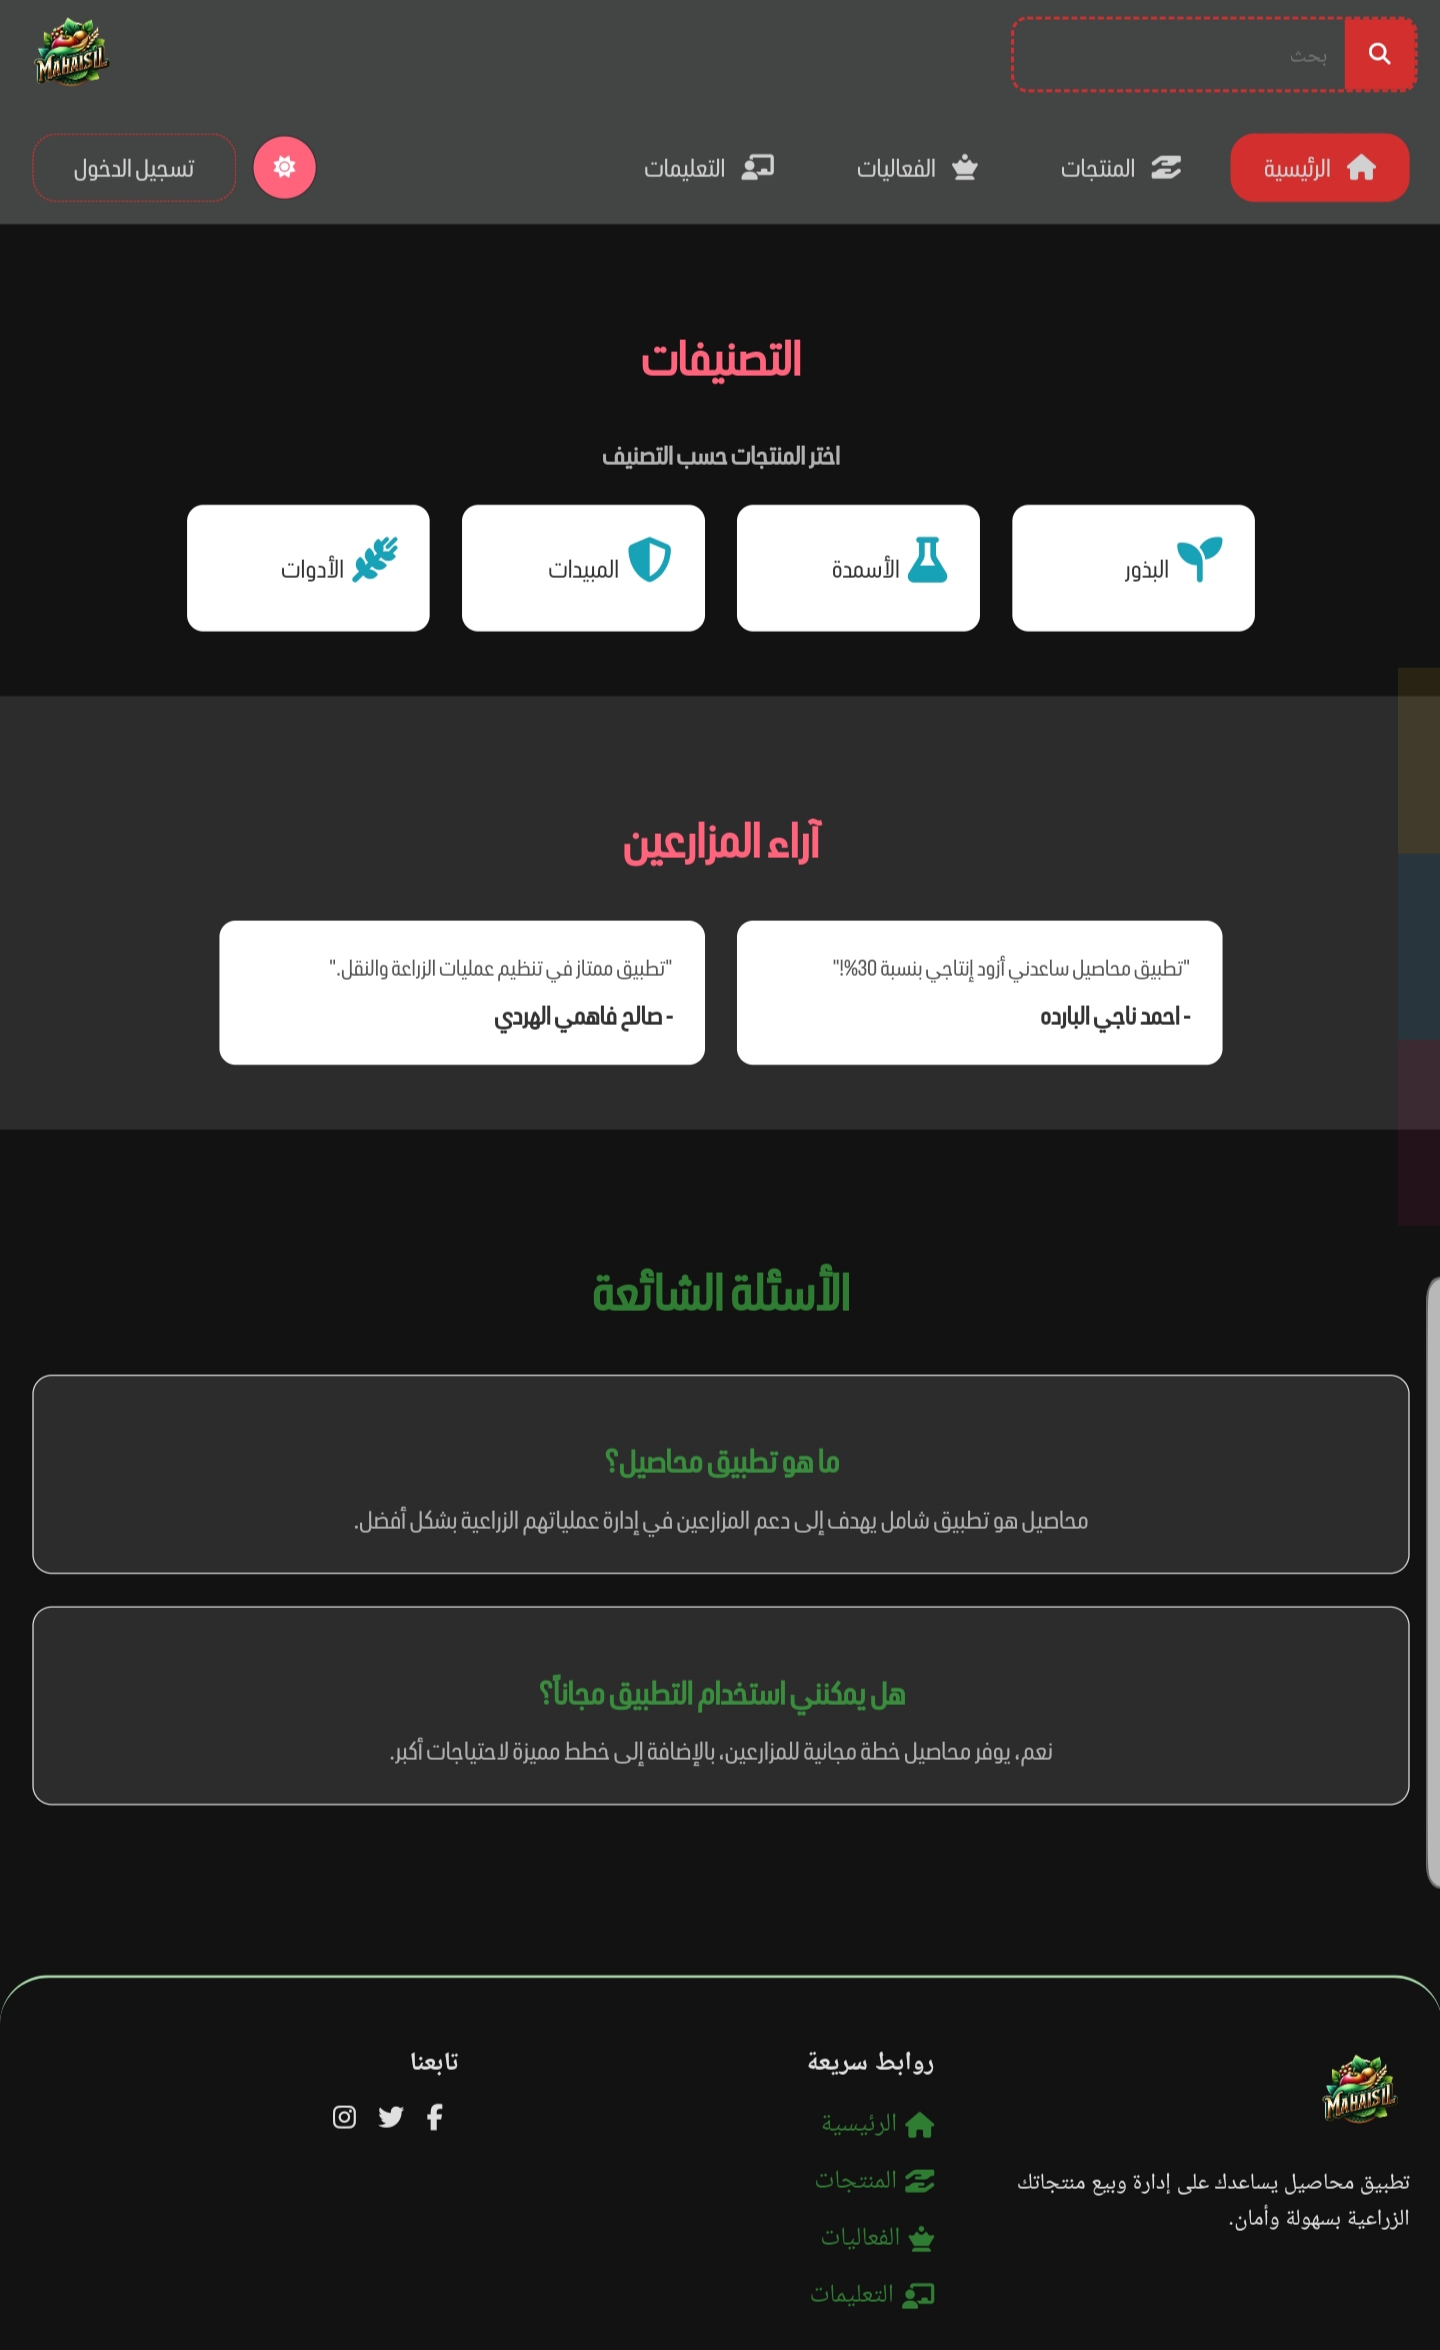 MAHAISIL
بحث
الرئيسية
المنتجات
الفعاليات
التعليمات
تسجيل الدخول
التصنيفات
اختر المنتجات حسب التصنيف
البذور
الأسمدة
المبيدات
الأدوات
آراء المزارعين
"تطبيق محاصيل ساعدني أزود إنتاجي بنسبة 30%!"
- احمد ناجي البارده
"تطبيق ممتاز في تنظيم عمليات الزراعة والنقل."
- صالح فاهمي الهردي
الأسئلة الشائعة
ما هو تطبيق محاصيل؟
محاصيل هو تطبيق شامل يهدف إلى دعم المزارعين في إدارة عملياتهم الزراعية بشكل أفضل.
هل يمكنني استخدام التطبيق مجاناً؟
نعم، يوفر محاصيل خطة مجانية للمزارعين، بالإضافة إلى خطط مميزة لاحتياجات أكبر.
MAHAISIL
تطبيق محاصيل يساعدك على إدارة وبيع منتجاتك
الزراعية بسهولة وأمان.
روابط سريعة
الرئيسية
المنتجات
الفعاليات
التعليمات
تابعنا